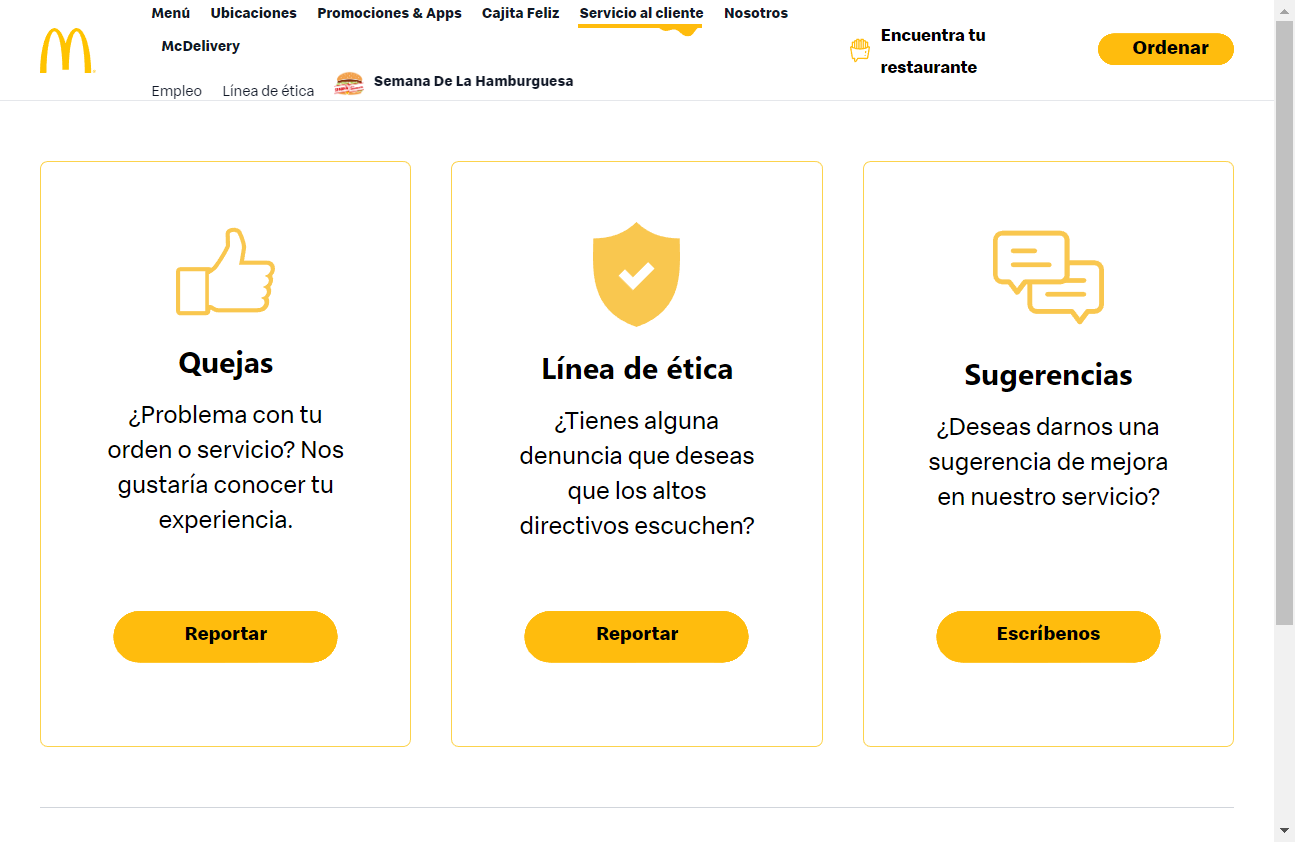 Menú Ubicaciones Promociones & Apps Cajita Feliz Servicio al cliente Nosotros
McDelivery
Empleo Línea de ética Semana De La Hamburguesa
Encuentra tu
restaurante
Ordenar
Quejas
¿Problema con tu
orden o servicio? Nos
gustaría conocer tu
experiencia.
Reportar
Línea de ética
¿Tienes alguna
denuncia que deseas
que los altos
directivos escuchen?
Reportar
Sugerencias
¿Deseas darnos una
sugerencia de mejora
en nuestro servicio?
Escríbenos